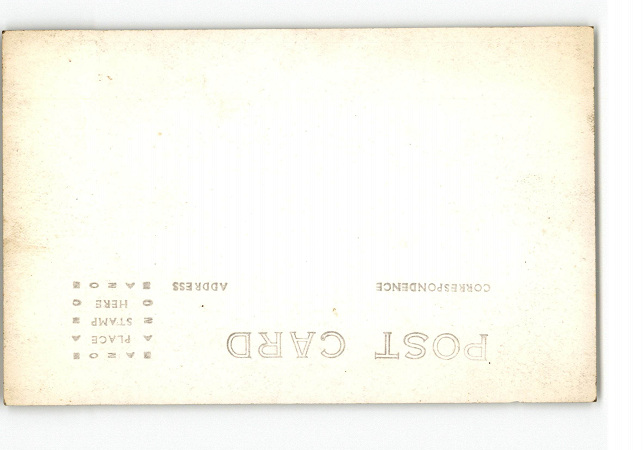 POST CARD
CORRESPONDENCE ADDRESS
AZO
PLACE
STAMP
HERE
AZO
AZO
AZO